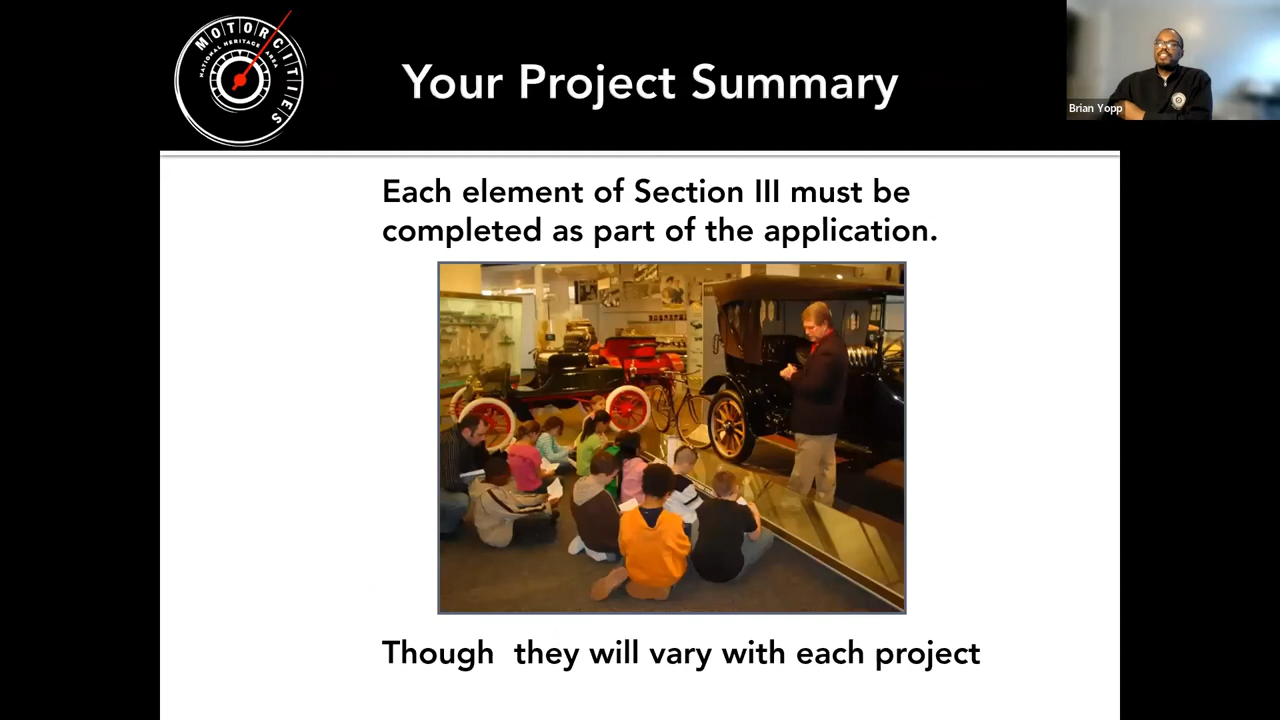 MOTORCITIES
NATIONAL HERITAGE AREA
Your Project Summary
Brian Yopp
Each element of Section III must be
completed as part of the application.
Though they will vary with each project